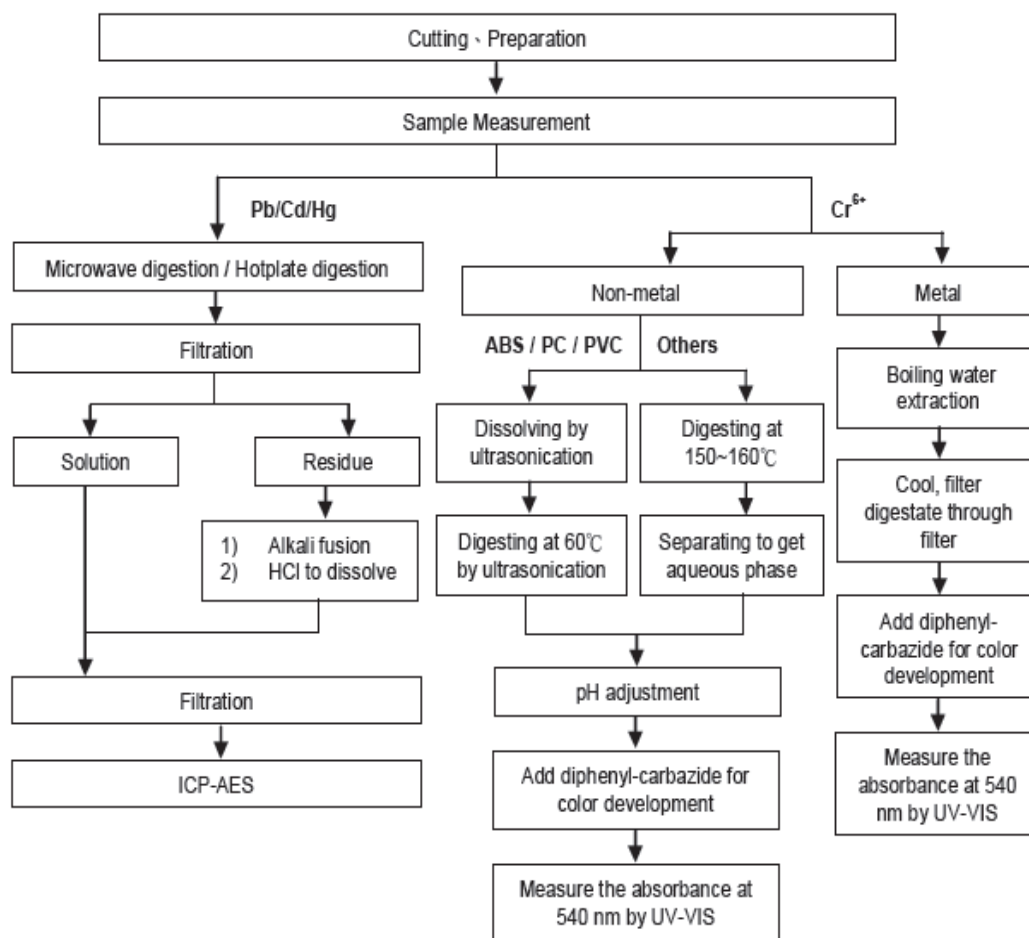 Cutting、Preparation
Sample Measurement
Pb/Cd/Hg
Cr6+
Microwave digestion / Hotplate digestion
Non-metal
Metal
Filtration
ABS / PC / PVC
Others
Boiling water
extraction
Solution
Residue
Dissolving by
ultrasonication
Digesting at
150~160℃
Cool, filter
digestate through
filter
1) Alkali fusion
2) HCl to dissolve
Digesting at 60℃
by ultrasonication
Separating to get
aqueous phase
Add diphenyl-
carbazide for color
development
Filtration
pH adjustment
ICP-AES
Add diphenyl-carbazide for
color development
Measure the
absorbance at 540
nm by UV-VIS
Measure the absorbance at
540 nm by UV-VIS